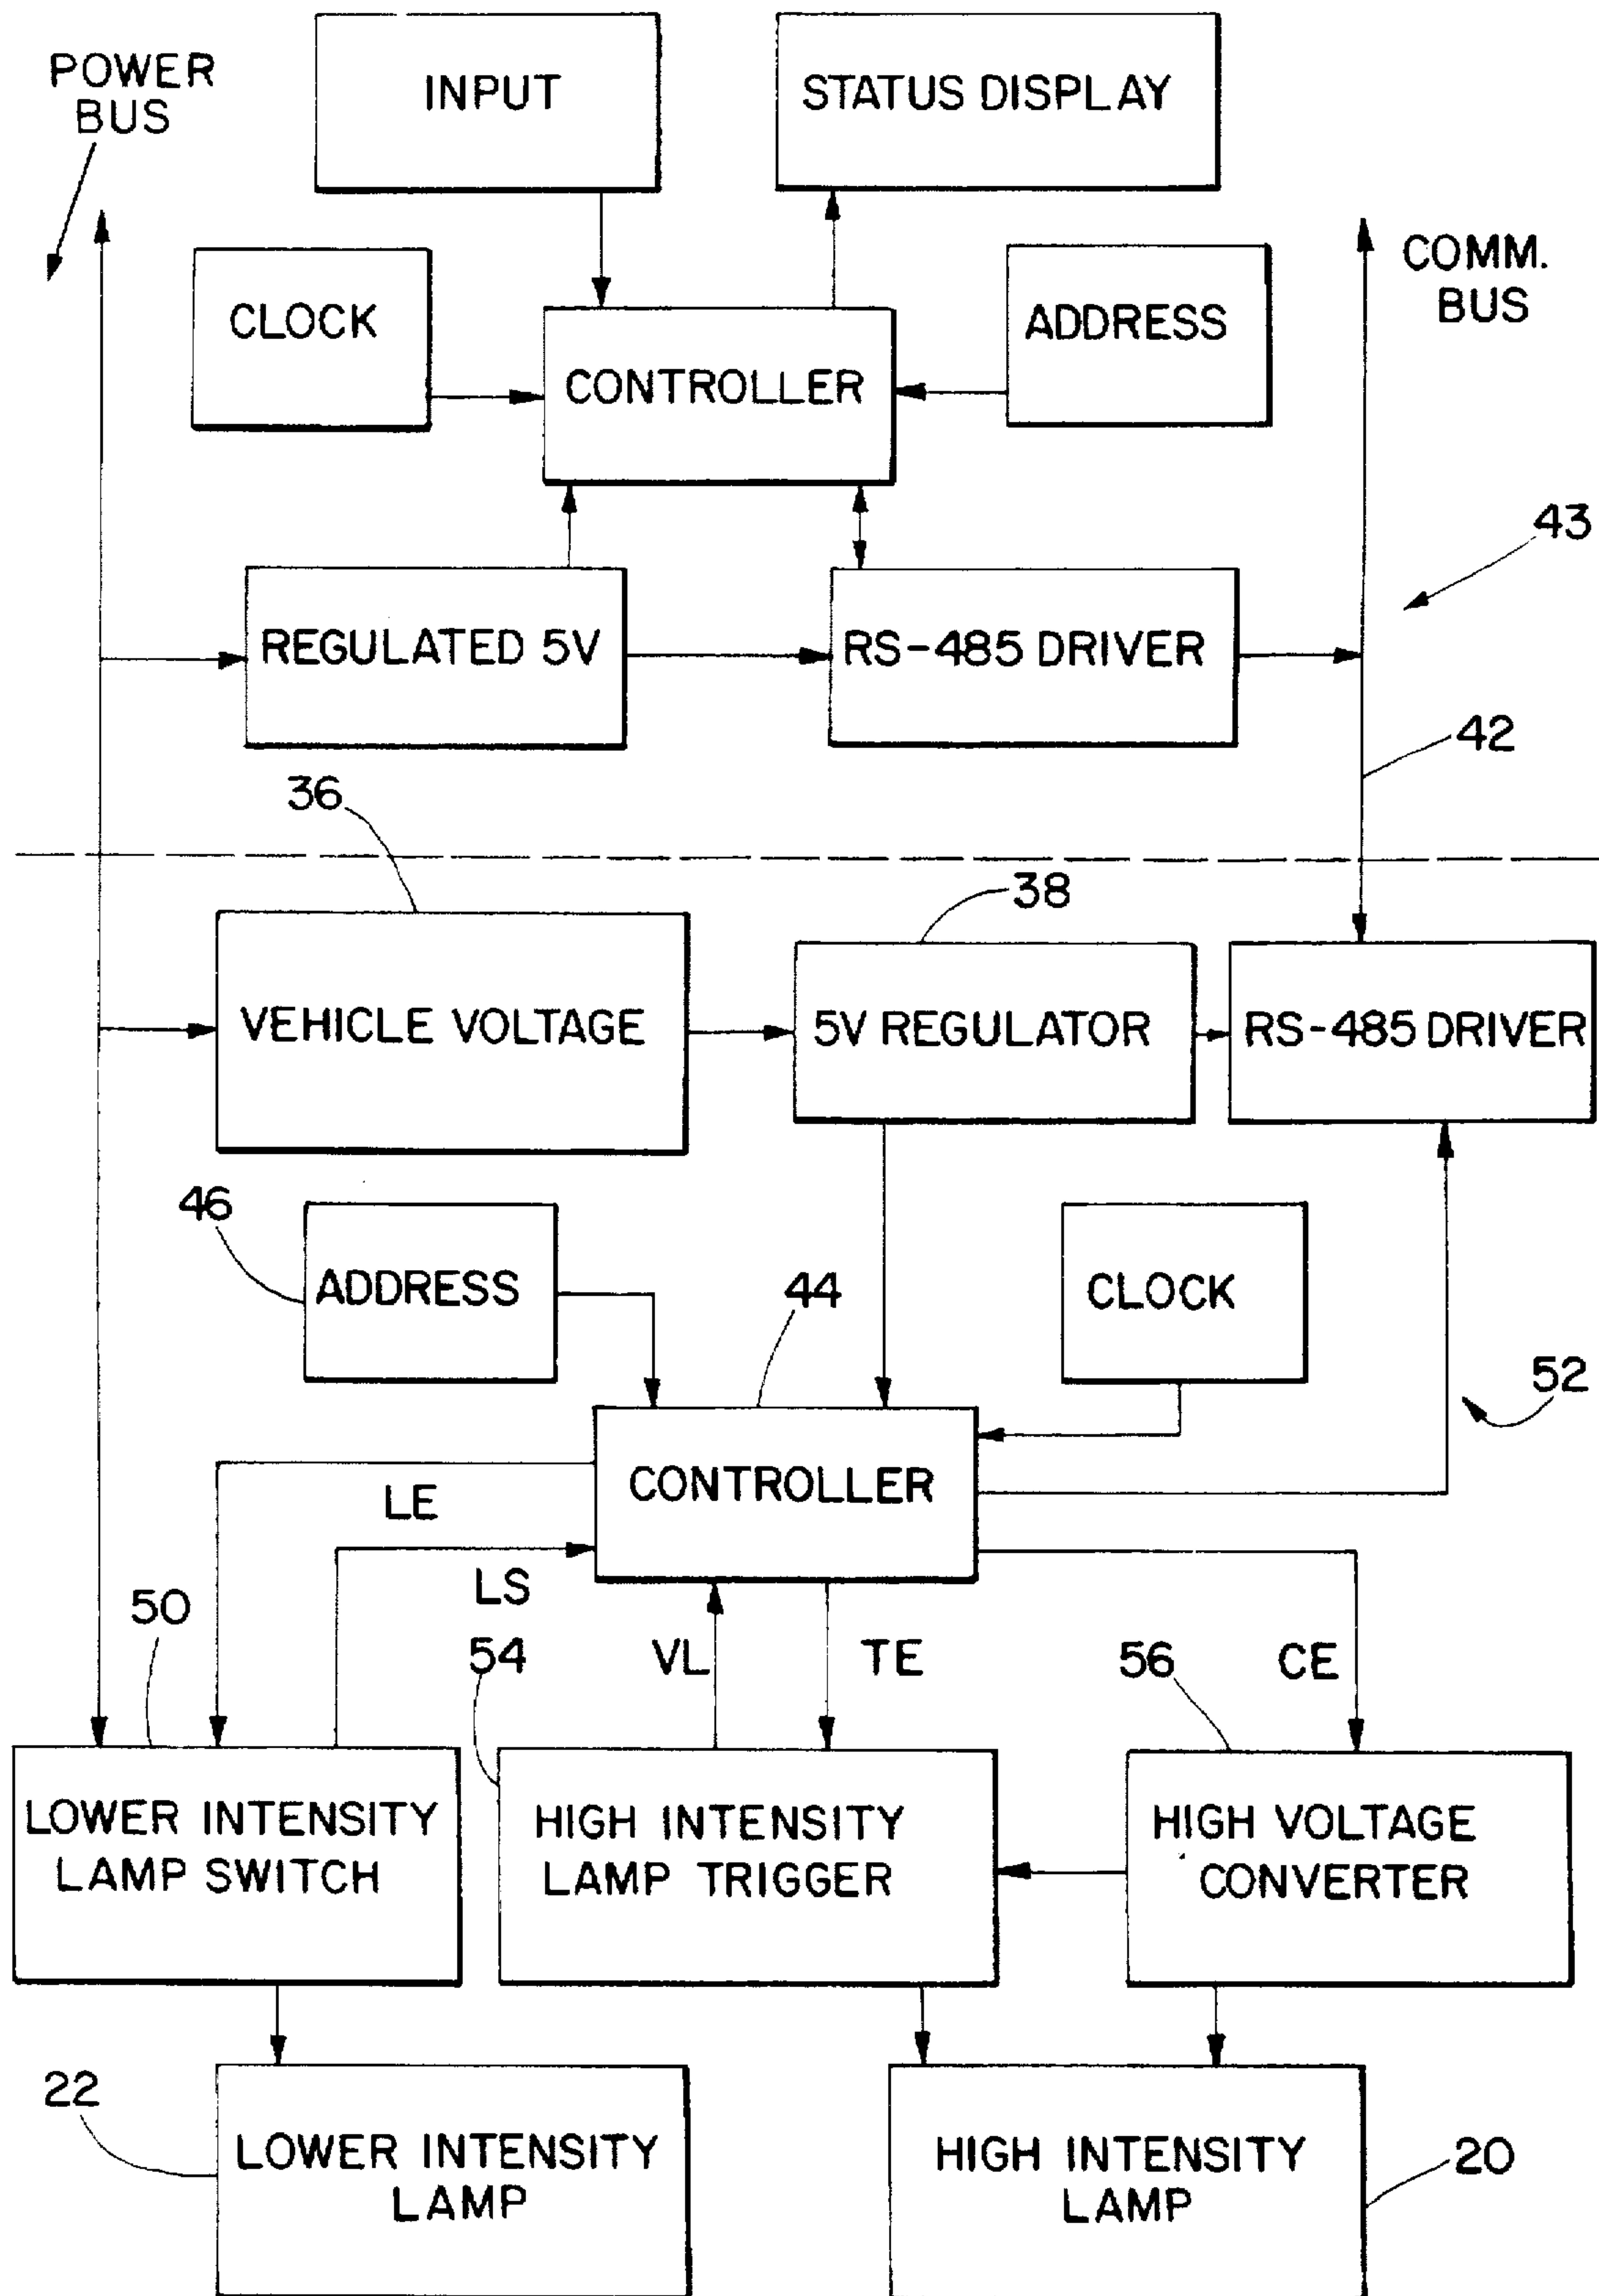 POWER
BUS
INPUT
STATUS DISPLAY
CLOCK
CONTROLLER
ADDRESS
COMM.
BUS
43
REGULATED 5V
RS-485 DRIVER
42
36
38
VEHICLE VOLTAGE
5V REGULATOR
RS-485 DRIVER
46
ADDRESS
44
CLOCK
52
CONTROLLER
LE
LS
50
54
VL
TE
56
CE
LOWER INTENSITY
LAMP SWITCH
HIGH INTENSITY
LAMP TRIGGER
HIGH VOLTAGE
CONVERTER
22
LOWER INTENSITY
LAMP
HIGH INTENSITY
LAMP
20